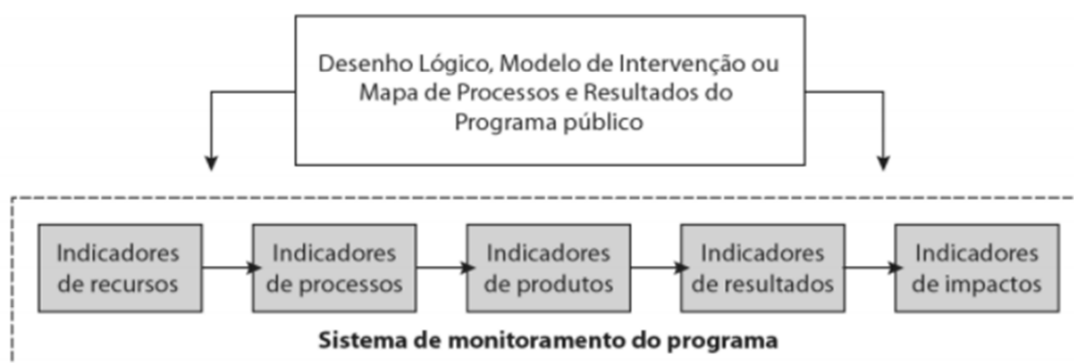 Desenho Lógico, Modelo de Intervenção ou
Mapa de Processos e Resultados do
Programa público
Indicadores
de recursos
Indicadores
de processos
Indicadores
de produtos
Indicadores
de resultados
Indicadores
de impactos
Sistema de monitoramento do programa